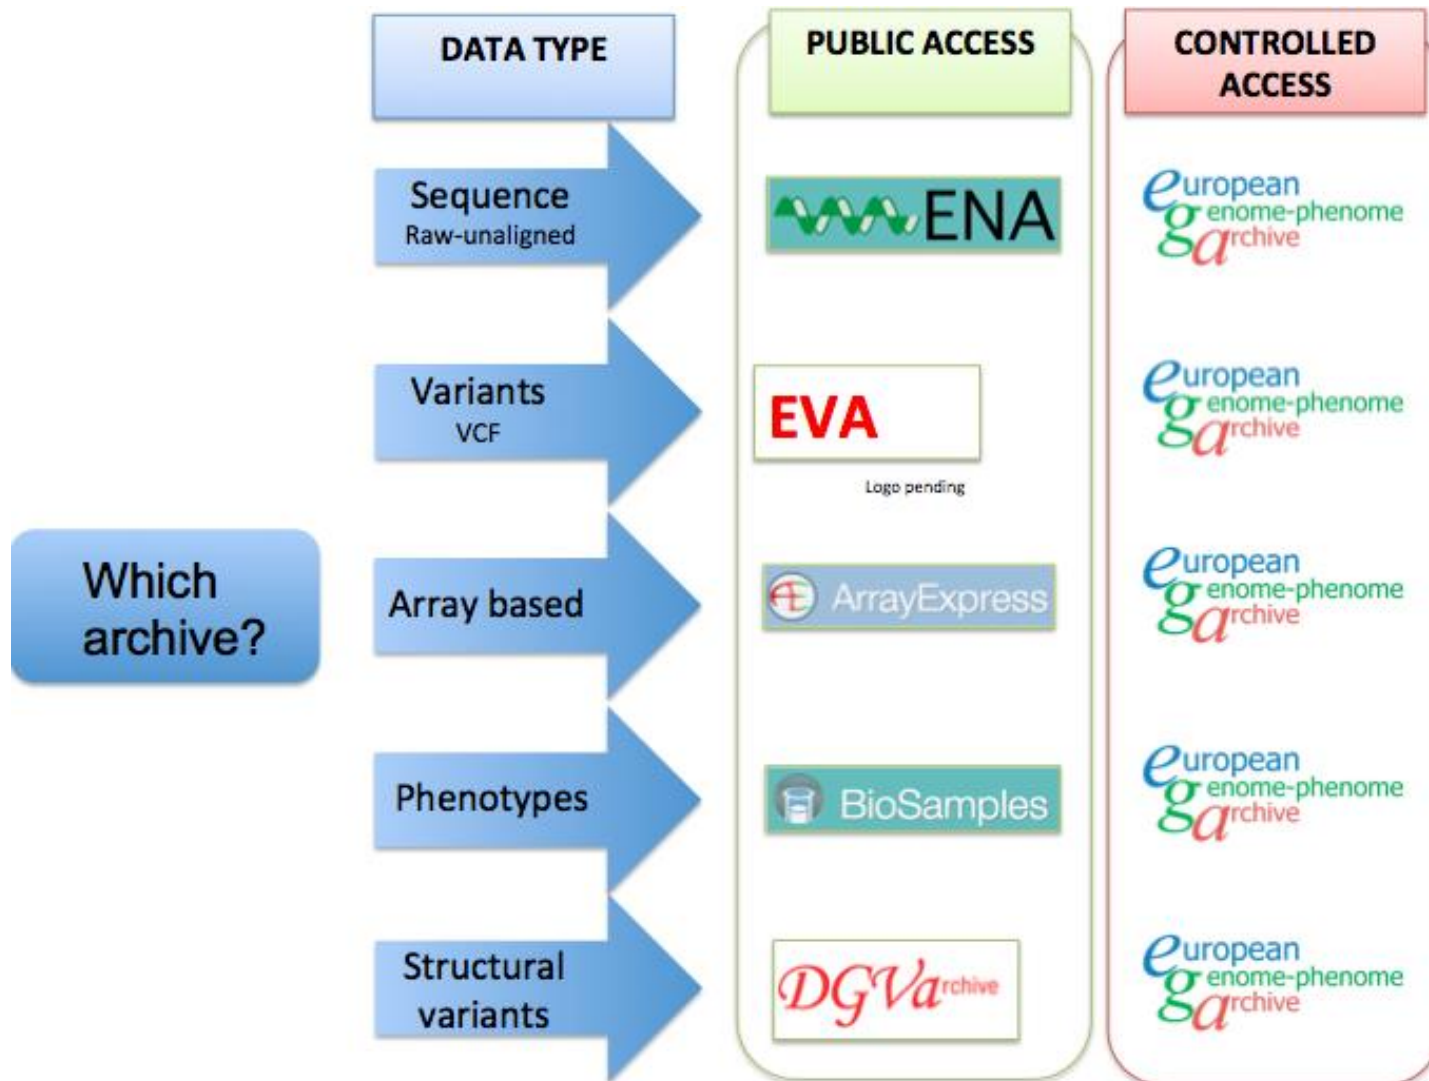 DATA TYPE
PUBLIC ACCESS
CONTROLLED
ACCESS
Sequence
Raw-unaligned
ENA
european
genome-phenome
archive
Variants
VCF
EVA
Logo pending
european
genome-phenome
archive
Which
archive?
Array based
AE ArrayExpress
european
genome-phenome
archive
Phenotypes
BioSamples
european
genome-phenome
archive
Structural
variants
DGVarchive
european
genome-phenome
archive